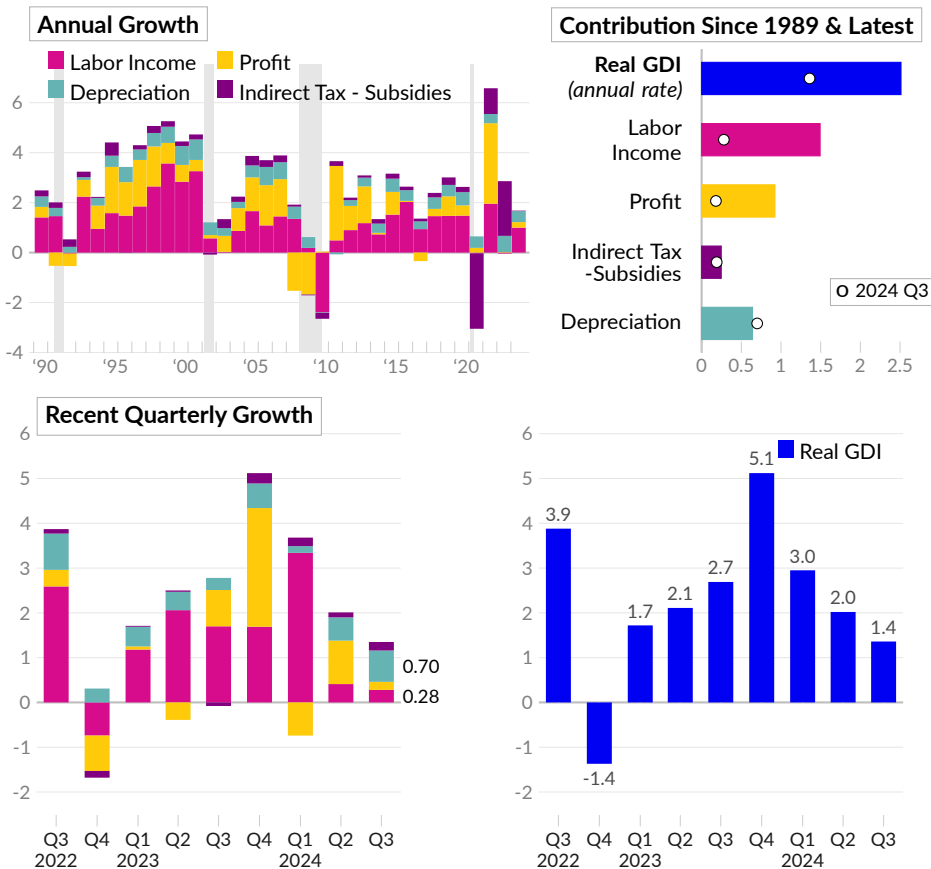 Annual Growth
Labor Income
Profit
Depreciation
Indirect Tax - Subsidies
6
4
2
0
-2
-4
‘90
‘95
‘00
‘05
‘10
‘15
‘20
Contribution Since 1989 & Latest
Real GDI
(annual rate)
Labor
Income
Profit
Indirect Tax
-Subsidies
Depreciation
2024 Q3
0 0.5 1 1.5 2 2.5
Recent Quarterly Growth
6
5
4
3
2
1
0
-1
-2
0.70
0.28
Q3 Q4 Q1 Q2 Q3 Q4 Q1 Q2 Q3
2022 2023 2024
Real GDI
6
5
4
3
2
1
0
-1
-2
3.9
-1.4
1.7
2.1
2.7
5.1
3.0
2.0
1.4
Q3 Q4 Q1 Q2 Q3 Q4 Q1 Q2 Q3
2022 2023 2024